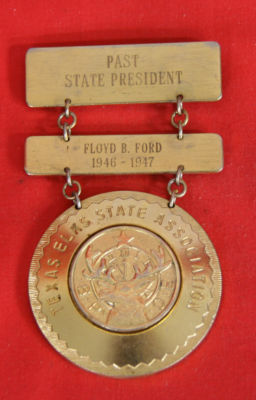 PAST
STATE PRESIDENT
FLOYD B. FORD
1946 - 1947
TEXAS ELKS STATE ASSOCIATION